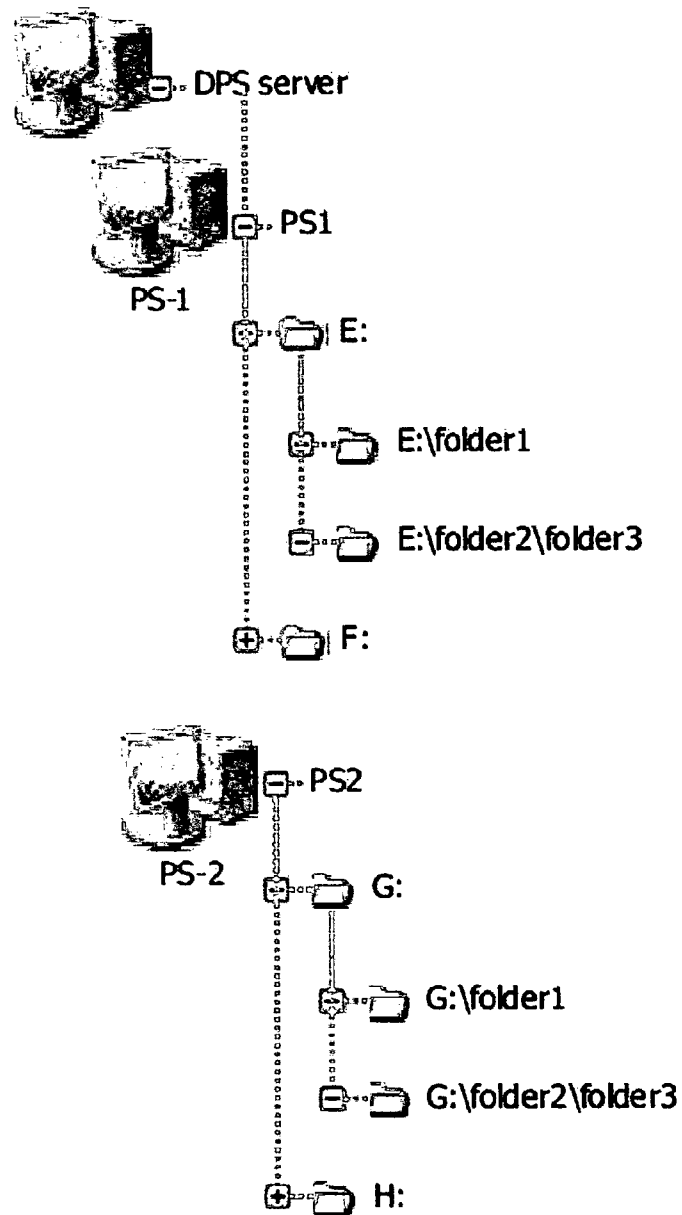 DPS server
PS1
PS-1
E:
E:\folder1
E:\folder2\folder3
F:
PS2
PS-2
G:
G:\folder1
G:\folder2\folder3
H: